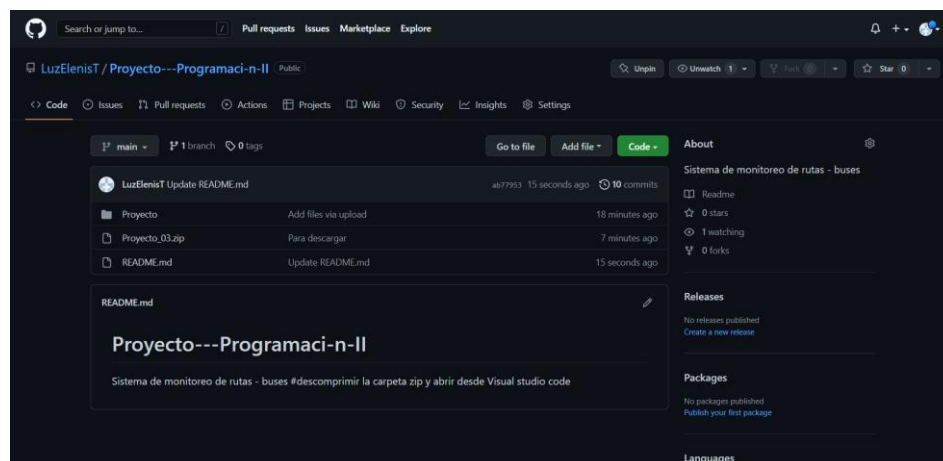 Search or jump to... / Pull requests Issues Marketplace Explore
LuzElenisT / Proyecto---Programaci-n-II Public Unpin Unwatch 1 Fork 0 Star 0
<> Code Issues Pull requests Actions Projects Wiki Security Insights Settings
main 1 branch 0 tags Go to file Add file Code
LuzElenisT Update README.md ab77953 15 seconds ago 10 commits
Proyecto Add files via upload 18 minutes ago
Proyecto_03.zip Para descargar 7 minutes ago
README.md Update README.md 15 seconds ago
README.md
Proyecto---Programaci-n-II
Sistema de monitoreo de rutas - buses #descomprimir la carpeta zip y abrir desde Visual studio code
About
Sistema de monitoreo de rutas - buses
Readme
0 stars
1 watching
0 forks
Releases
No releases published
Create a new release
Packages
No packages published
Publish your first package
Languages